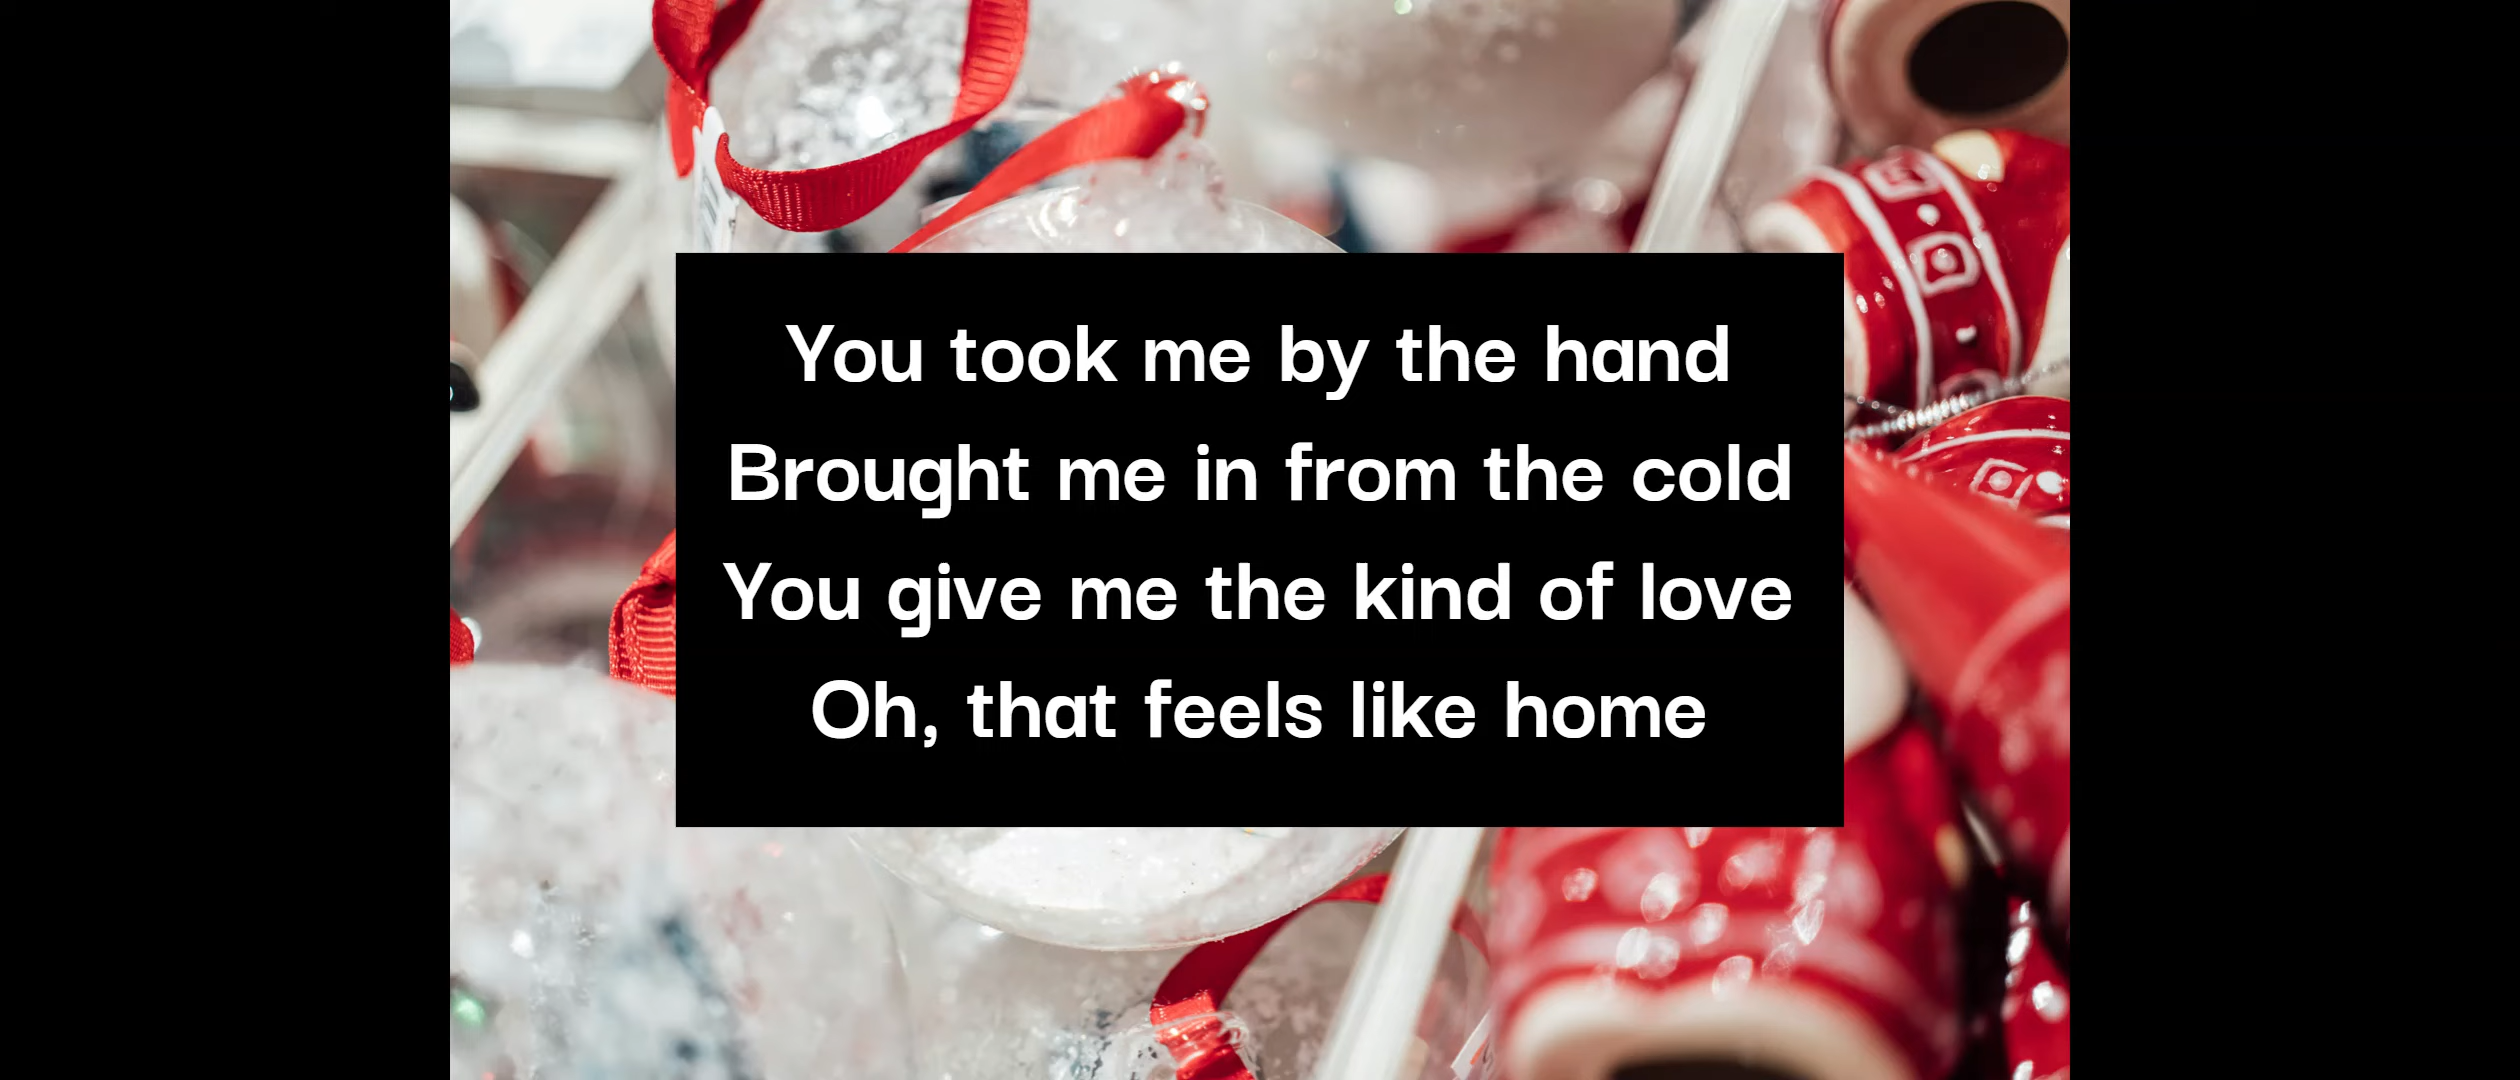 You took me by the hand
Brought me in from the cold
You give me the kind of love
Oh, that feels like home